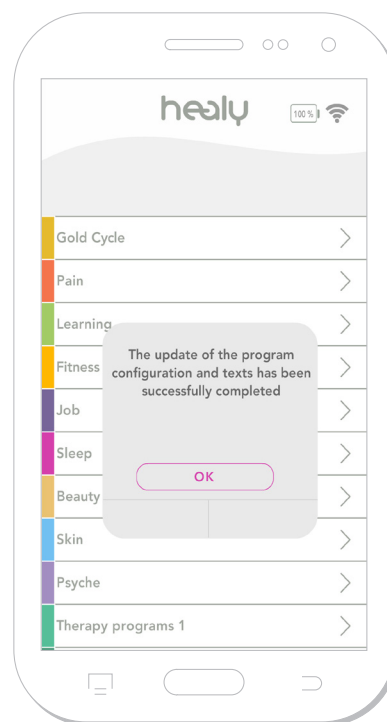 healy
100 %
Gold Cycle
Pain
Learning
Fitness
Job
Sleep
Beauty
Skin
Psyche
Therapy programs 1
The update of the program
configuration and texts has been
successfully completed
OK